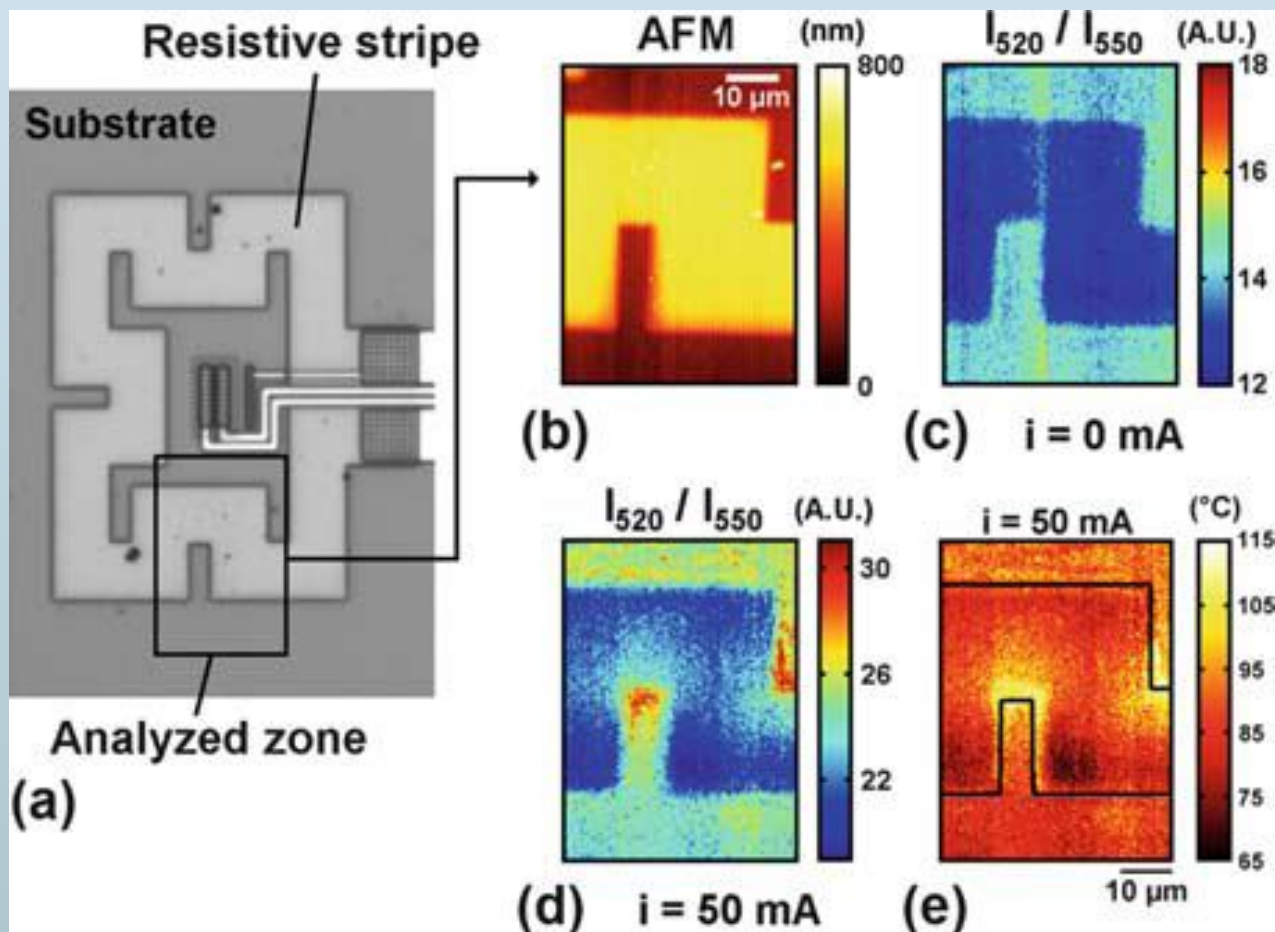 Resistive stripe
Substrate
Analyzed zone
(a)
AFM (nm)
10 µm
800
0
(b)
I520 / I550 (A.U.)
18
16
14
12
(c) i = 0 mA
I520 / I550 (A.U.)
30
26
22
(d) i = 50 mA
i = 50 mA (°C)
115
105
95
85
75
65
10 µm
(e)